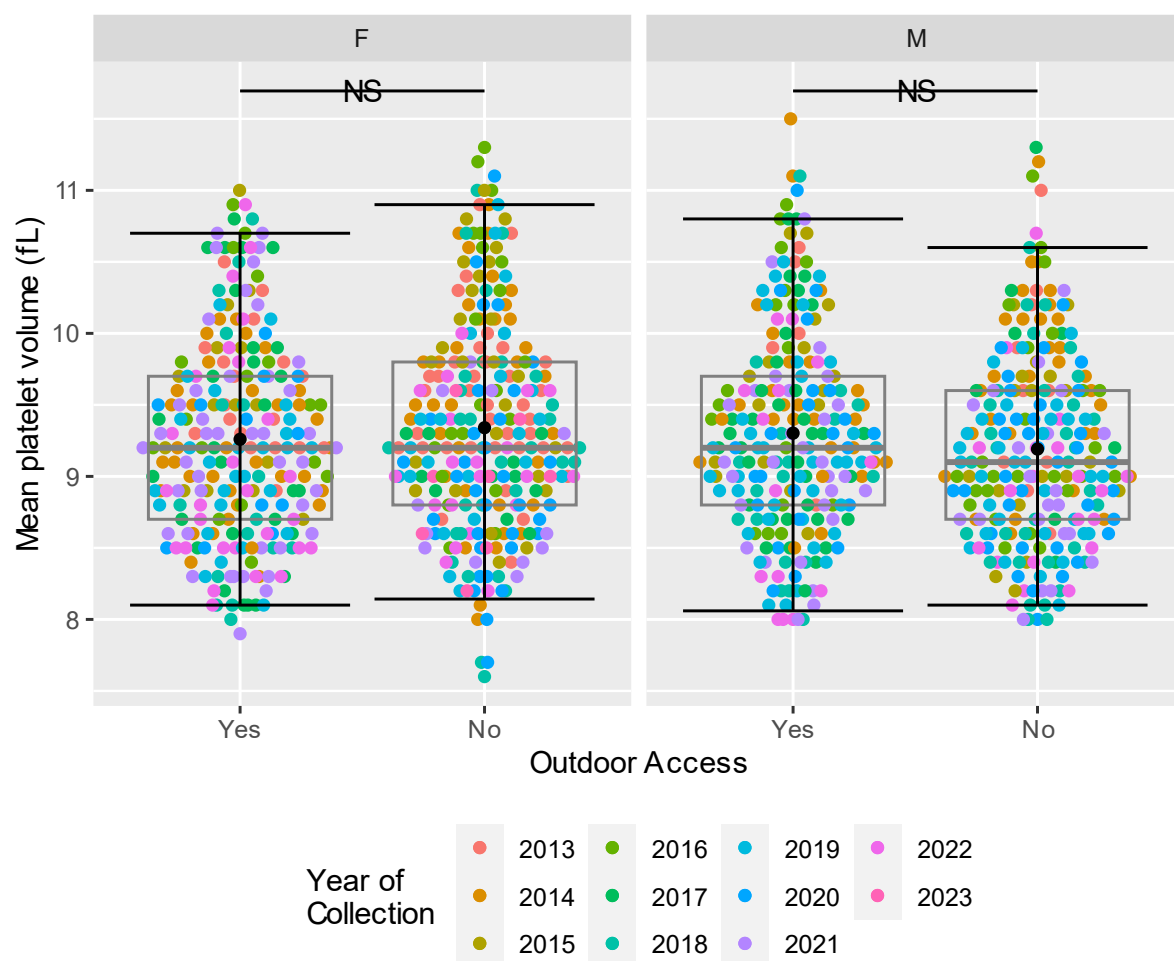 F M
NS NS
Mean platelet volume (fL)
11
10
9
8
Yes No Yes No
Outdoor Access
Year of
Collection
2013 2016 2019 2022
2014 2017 2020 2023
2015 2018 2021